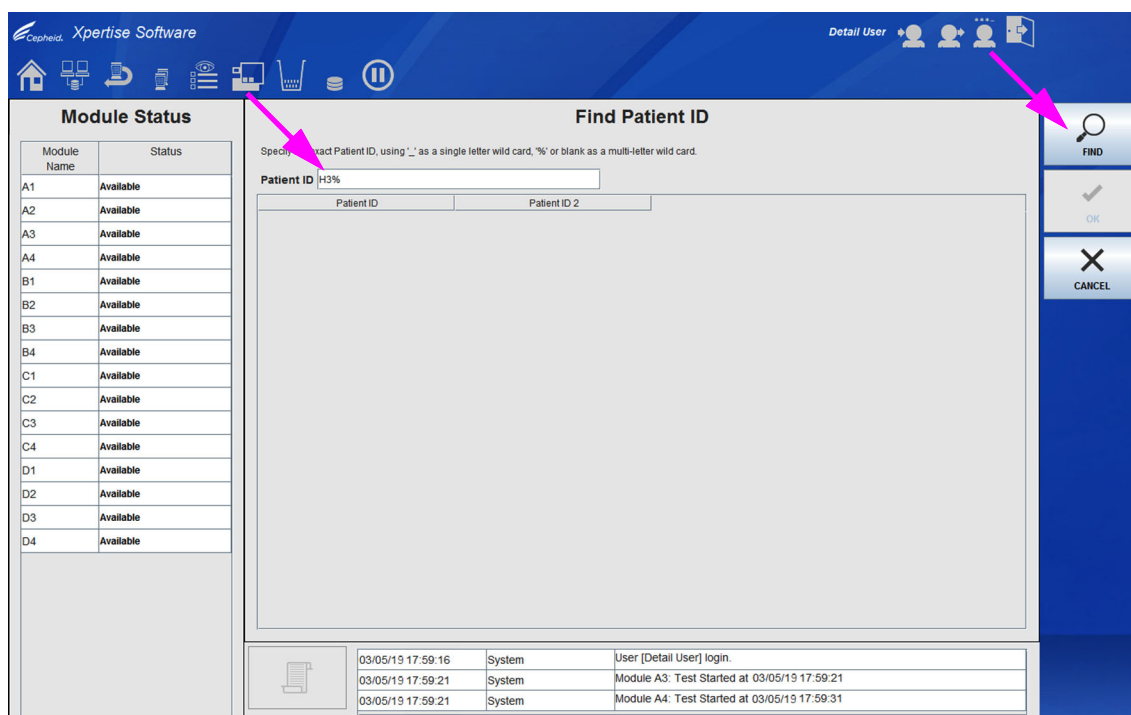 Cepheid. Xpertise Software
Detail User
Module Status
Module Name Status
A1 Available
A2 Available
A3 Available
A4 Available
B1 Available
B2 Available
B3 Available
B4 Available
C1 Available
C2 Available
C3 Available
C4 Available
D1 Available
D2 Available
D3 Available
D4 Available
Find Patient ID
Specify xact Patient ID, using '_' as a single letter wild card, '%' or blank as a multi-letter wild card.
Patient ID H3%
Patient ID Patient ID 2
FIND
OK
CANCEL
03/05/19 17:59:16 System User [Detail User] login.
03/05/19 17:59:21 System Module A3: Test Started at 03/05/19 17:59:21
03/05/19 17:59:21 System Module A4: Test Started at 03/05/19 17:59:31